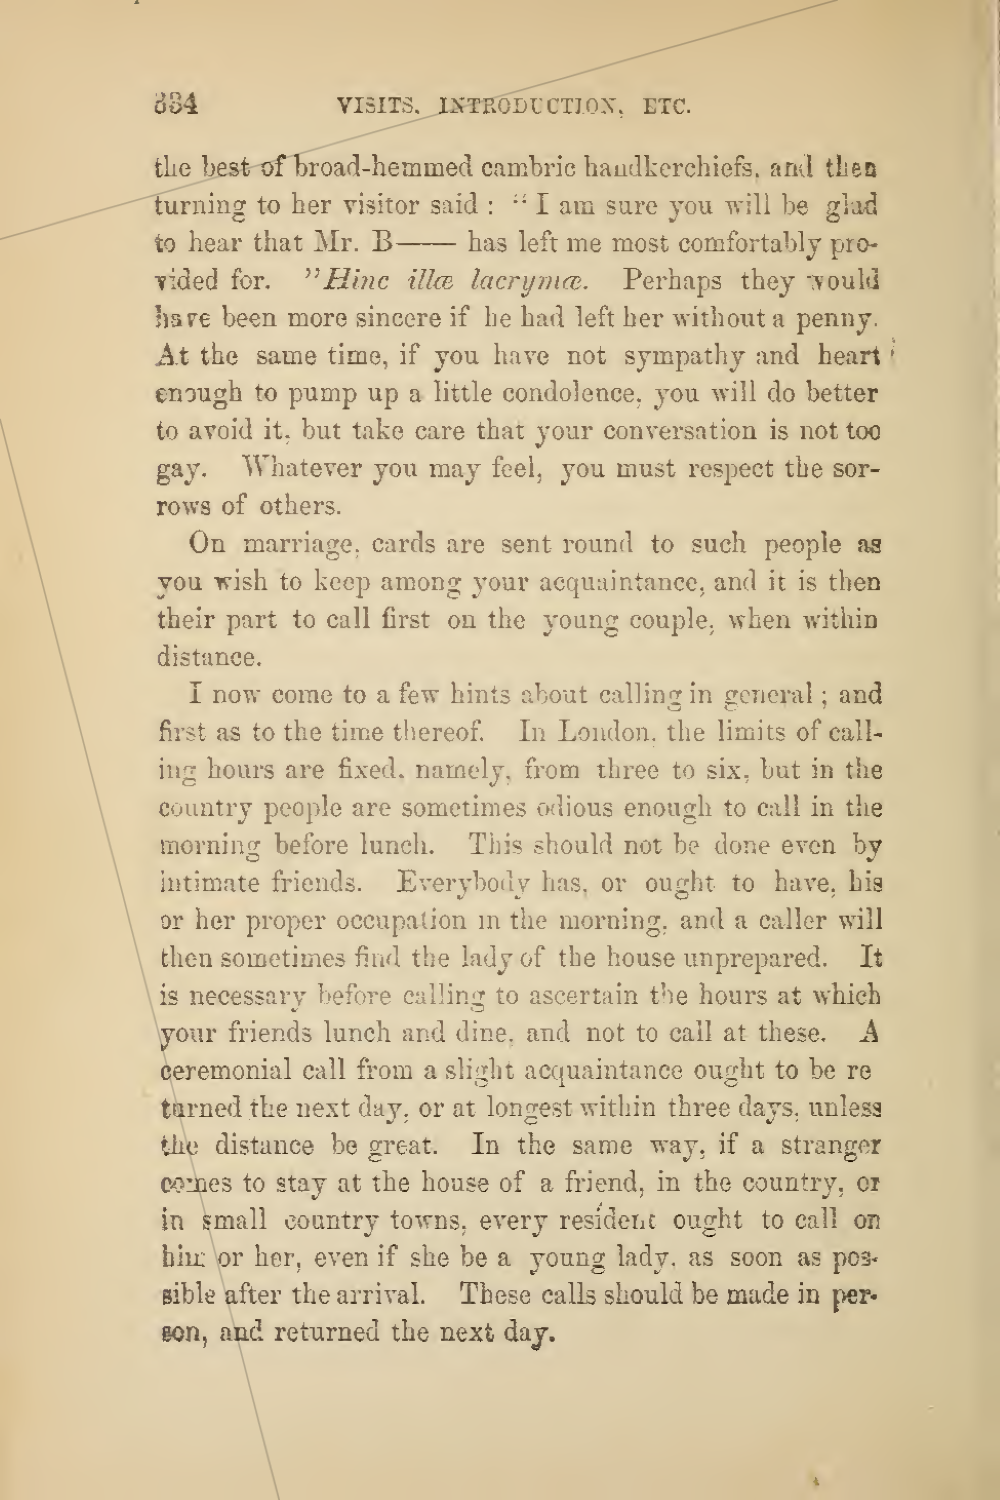 334 VISITS, INTRODUCTION, ETC.
the best of broad-hemmed cambric handkerchiefs, and then
turning to her visitor said : “ I am sure you will be glad
to hear that Mr. B—— has left me most comfortably pro-
vided for. ”Hinc illæ lacrymæ. Perhaps they would
have been more sincere if he had left her without a penny.
At the same time, if you have not sympathy and heart
enough to pump up a little condolence, you will do better
to avoid it, but take care that your conversation is not too
gay. Whatever you may feel, you must respect the sor-
rows of others.
On marriage, cards are sent round to such people as
you wish to keep among your acquaintance, and it is then
their part to call first on the young couple, when within
distance.
I now come to a few hints about calling in general ; and
first as to the time thereof. In London, the limits of call-
ing hours are fixed, namely, from three to six, but in the
country people are sometimes odious enough to call in the
morning before lunch. This should not be done even by
intimate friends. Everybody has, or ought to have, his
or her proper occupation in the morning, and a caller will
then sometimes find the lady of the house unprepared. It
is necessary before calling to ascertain the hours at which
your friends lunch and dine, and not to call at these. A
ceremonial call from a slight acquaintance ought to be re
turned the next day, or at longest within three days, unless
the distance be great. In the same way, if a stranger
comes to stay at the house of a friend, in the country, or
in small country towns, every resident ought to call on
him or her, even if she be a young lady, as soon as pos-
sible after the arrival. These calls should be made in per-
son, and returned the next day.